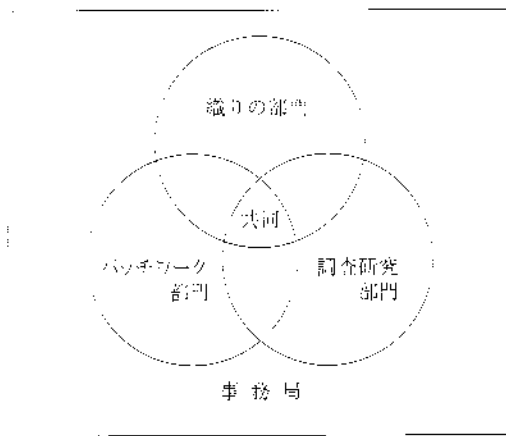 織りの部門
共同
パッチワーク
部門
調査研究
部門
事務局